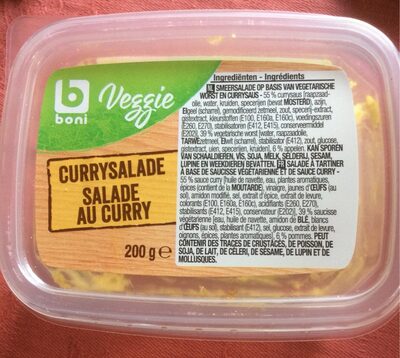 boni
Veggie
CURRYSALADE
SALADE
AU CURRY
200 g e
Ingrediënten - Ingrédients
NL SMEERSALADE OP BASIS VAN VEGETARISCHE
WORST EN CURRYSAUS - 55 % currysaus [raapzaad-
olie, water, kruiden, specerijen (bevat MOSTERD), azijn,
Eigeel (scharrel), gemodificeerd zetmeel, zout, specerij-extract,
gistextract, kleurstoffen (E100, E160a, E160c), voedingszuren
(E260, E270), stabilisatoren (E412, E415), conserveermiddel
(E202)], 39 % vegetarische worst [water, raapzaadolie,
TARWEzetmeel, Eiwit (scharrel), stabilisator (E412), zout, glucose,
gistextract, uien, specerijen, kruiden], 6 % appelen. KAN SPOREN
VAN SCHAALDIEREN, VIS, SOJA, MELK, SELDERIJ, SESAM,
LUPINE EN WEEKDIEREN BEVATTEN. FR SALADE À TARTINER
À BASE DE SAUCISSE VÉGÉTARIENNE ET DE SAUCE CURRY -
55 % sauce curry [huile de navette, eau, plantes aromatiques,
épices (contient de la MOUTARDE), vinaigre, jaunes d'ŒUFS (au
sol), amidon modifié, sel, extrait d'épice, extrait de levure,
colorants (E100, E160a, E160c), acidifiants (E260, E270),
stabilisants (E412, E415), conservateur (E202)], 39 % saucisse
végétarienne [eau, huile de navette, amidon de BLÉ, blancs
d'ŒUFS (au sol), stabilisant (E412), sel, glucose, extrait de levure,
oignons, épices, plantes aromatiques], 6 % pommes. PEUT
CONTENIR DES TRACES DE CRUSTACÉS, DE POISSON, DE
SOJA, DE LAIT, DE CÉLERI, DE SÉSAME, DE LUPIN ET DE
MOLLUSQUES.